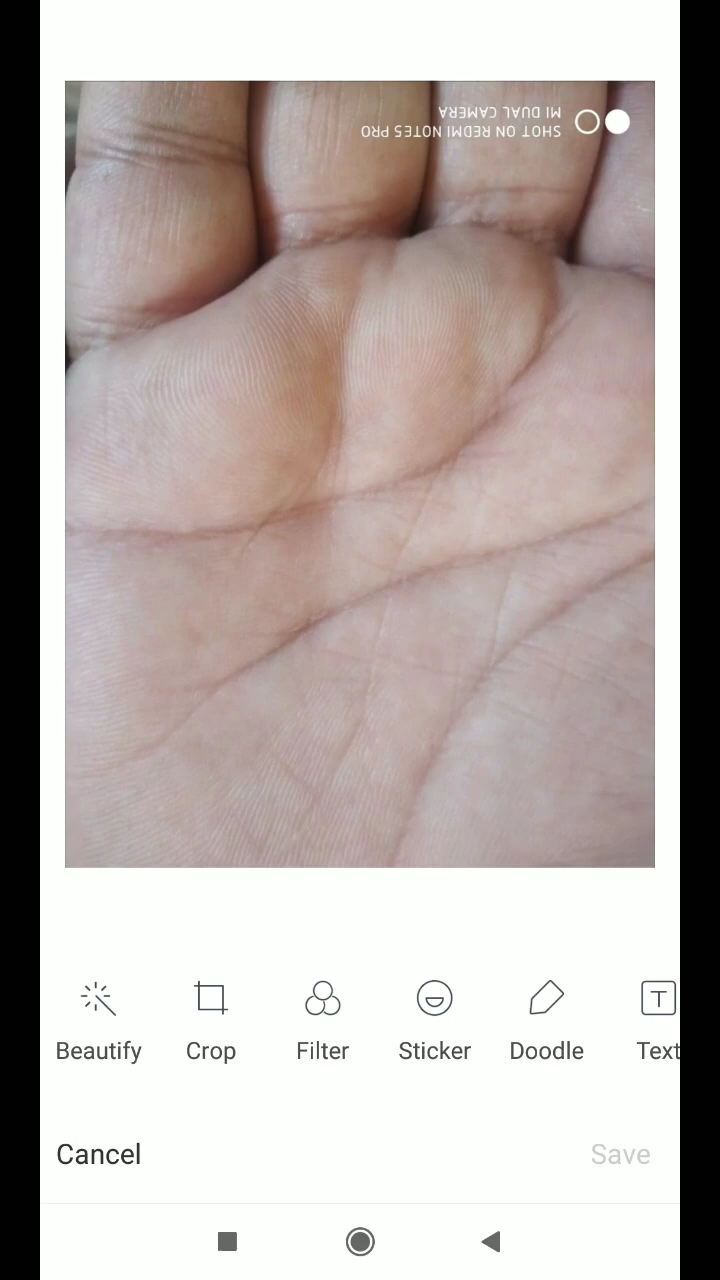 SHOT ON REDMI NOTE5 PRO
MI DUAL CAMERA
Beautify
Crop
Filter
Sticker
Doodle
Text
Cancel
Save